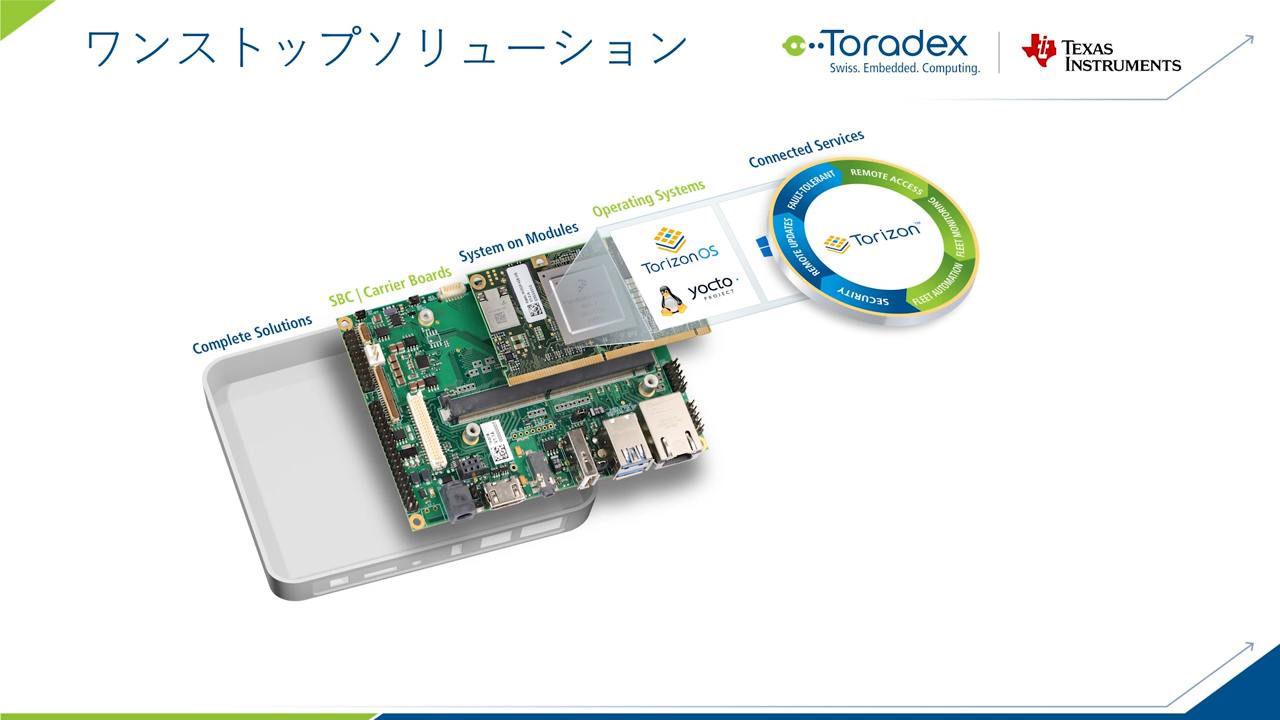 ワンストップソリューション
Toradex
Swiss. Embedded. Computing.
TEXAS
INSTRUMENTS
Connected Services
Operating Systems
System on Modules
SBC | Carrier Boards
Complete Solutions
TorizonOS
yocto
PROJECT
Torizon™
FAULT-TOLERANT
REMOTE ACCESS
FLEET MONITORING
FLEET AUTOMATION
SECURITY
REMOTE UPDATES